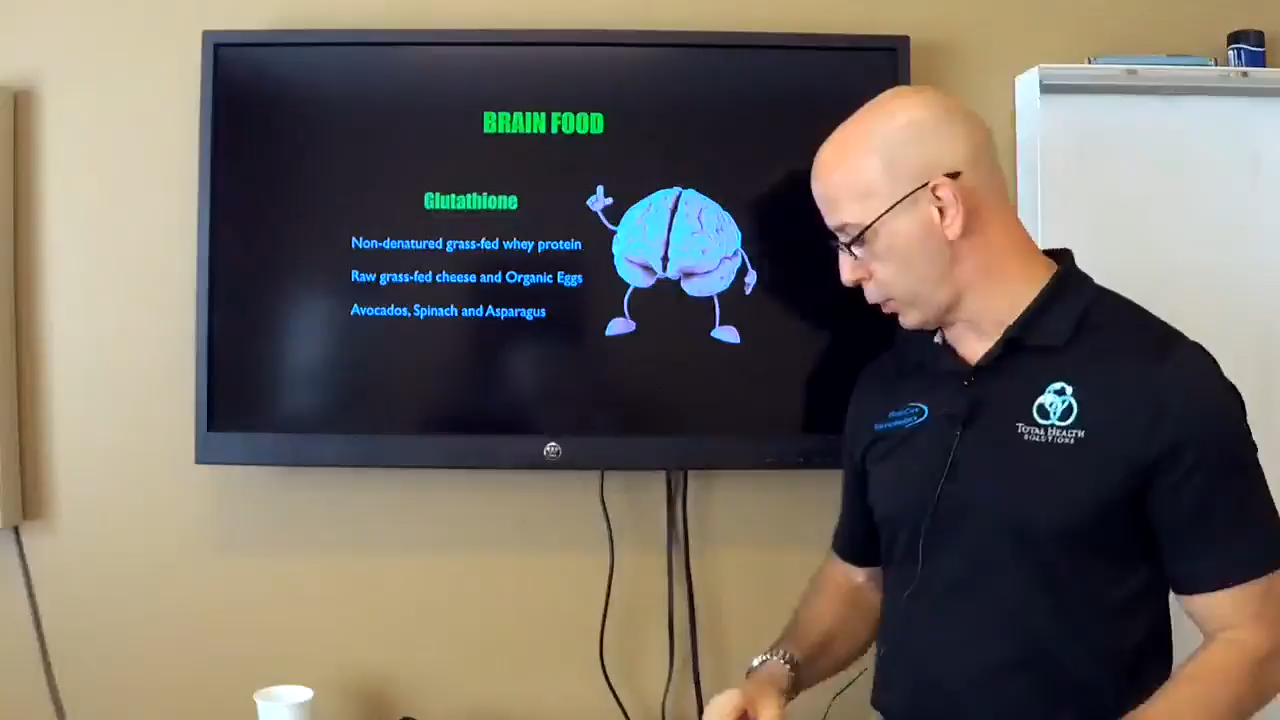 BRAIN FOOD
Glutathione
Non-denatured grass-fed whey protein
Raw grass-fed cheese and Organic Eggs
Avocados, Spinach and Asparagus
TOTAL HEALTH
SOLUTIONS